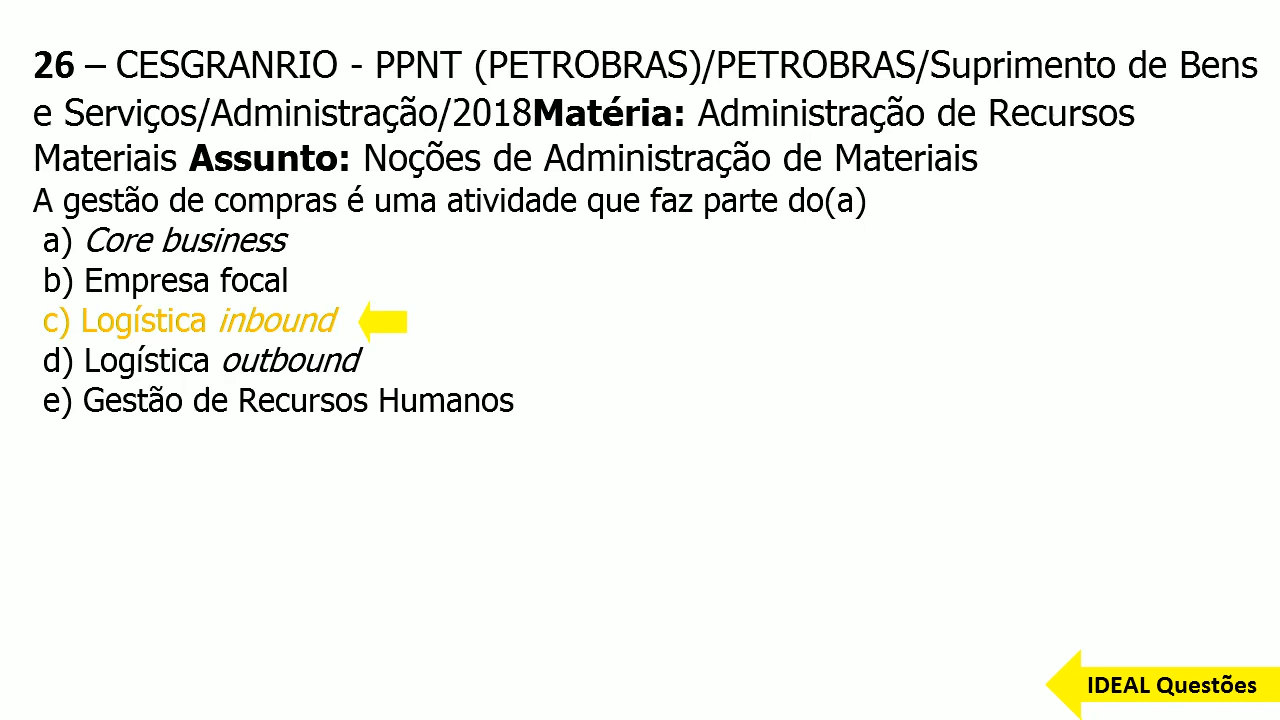 26 – CESGRANRIO - PPNT (PETROBRAS)/PETROBRAS/Suprimento de Bens
e Serviços/Administração/2018Matéria: Administração de Recursos
Materiais Assunto: Noções de Administração de Materiais
A gestão de compras é uma atividade que faz parte do(a)
a) Core business
b) Empresa focal
c) Logística inbound
d) Logística outbound
e) Gestão de Recursos Humanos
IDEAL Questões